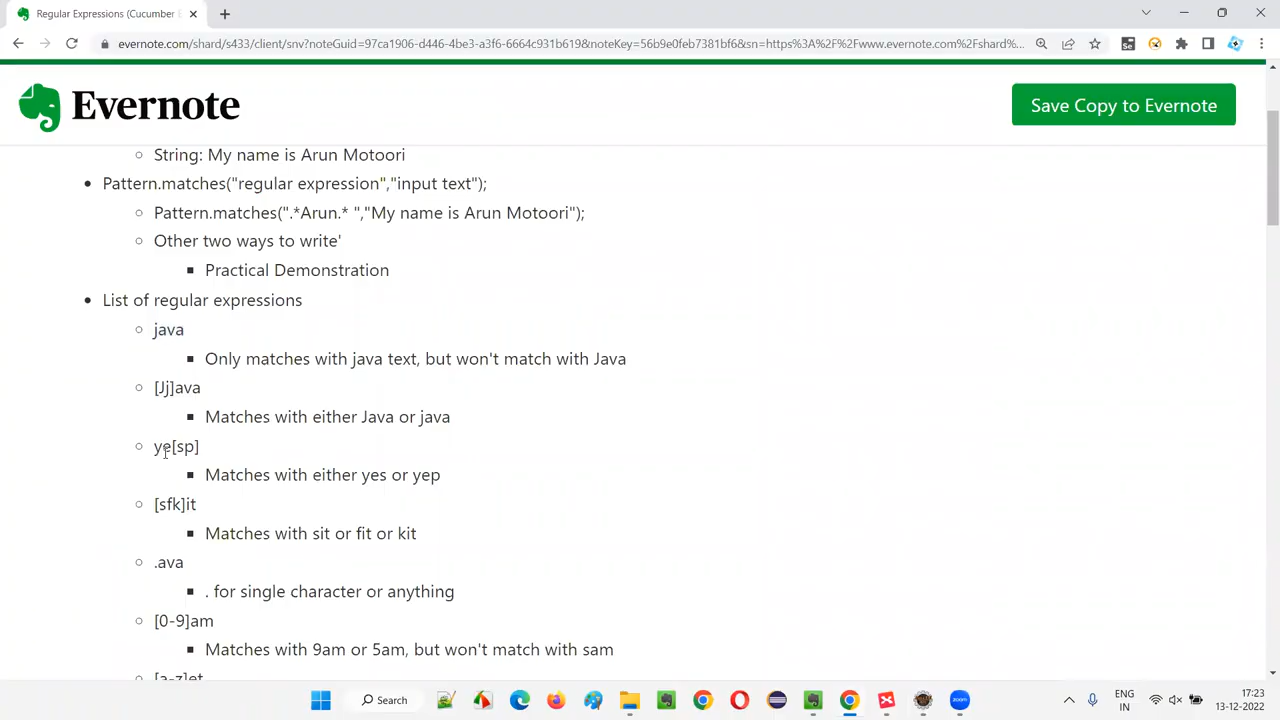 Regular Expressions (Cucumber
evernote.com/shard/s433/client/snv?noteGuid=97ca1906-d446-4be3-a3f6-6664c931b619&noteKey=56b9e0feb7381bf6&sn=https%3A%2F%2Fwww.evernote.com%2Fshard%...
Evernote
Save Copy to Evernote
String: My name is Arun Motoori
Pattern.matches("regular expression","input text");
Pattern.matches(".*Arun.* ","My name is Arun Motoori");
Other two ways to write'
Practical Demonstration
List of regular expressions
java
Only matches with java text, but won't match with Java
[Jj]ava
Matches with either Java or java
ye[sp]
Matches with either yes or yep
[sfk]it
Matches with sit or fit or kit
.ava
. for single character or anything
[0-9]am
Matches with 9am or 5am, but won't match with sam
[a-z]et
Search
ENG
IN
17:23
13-12-2022